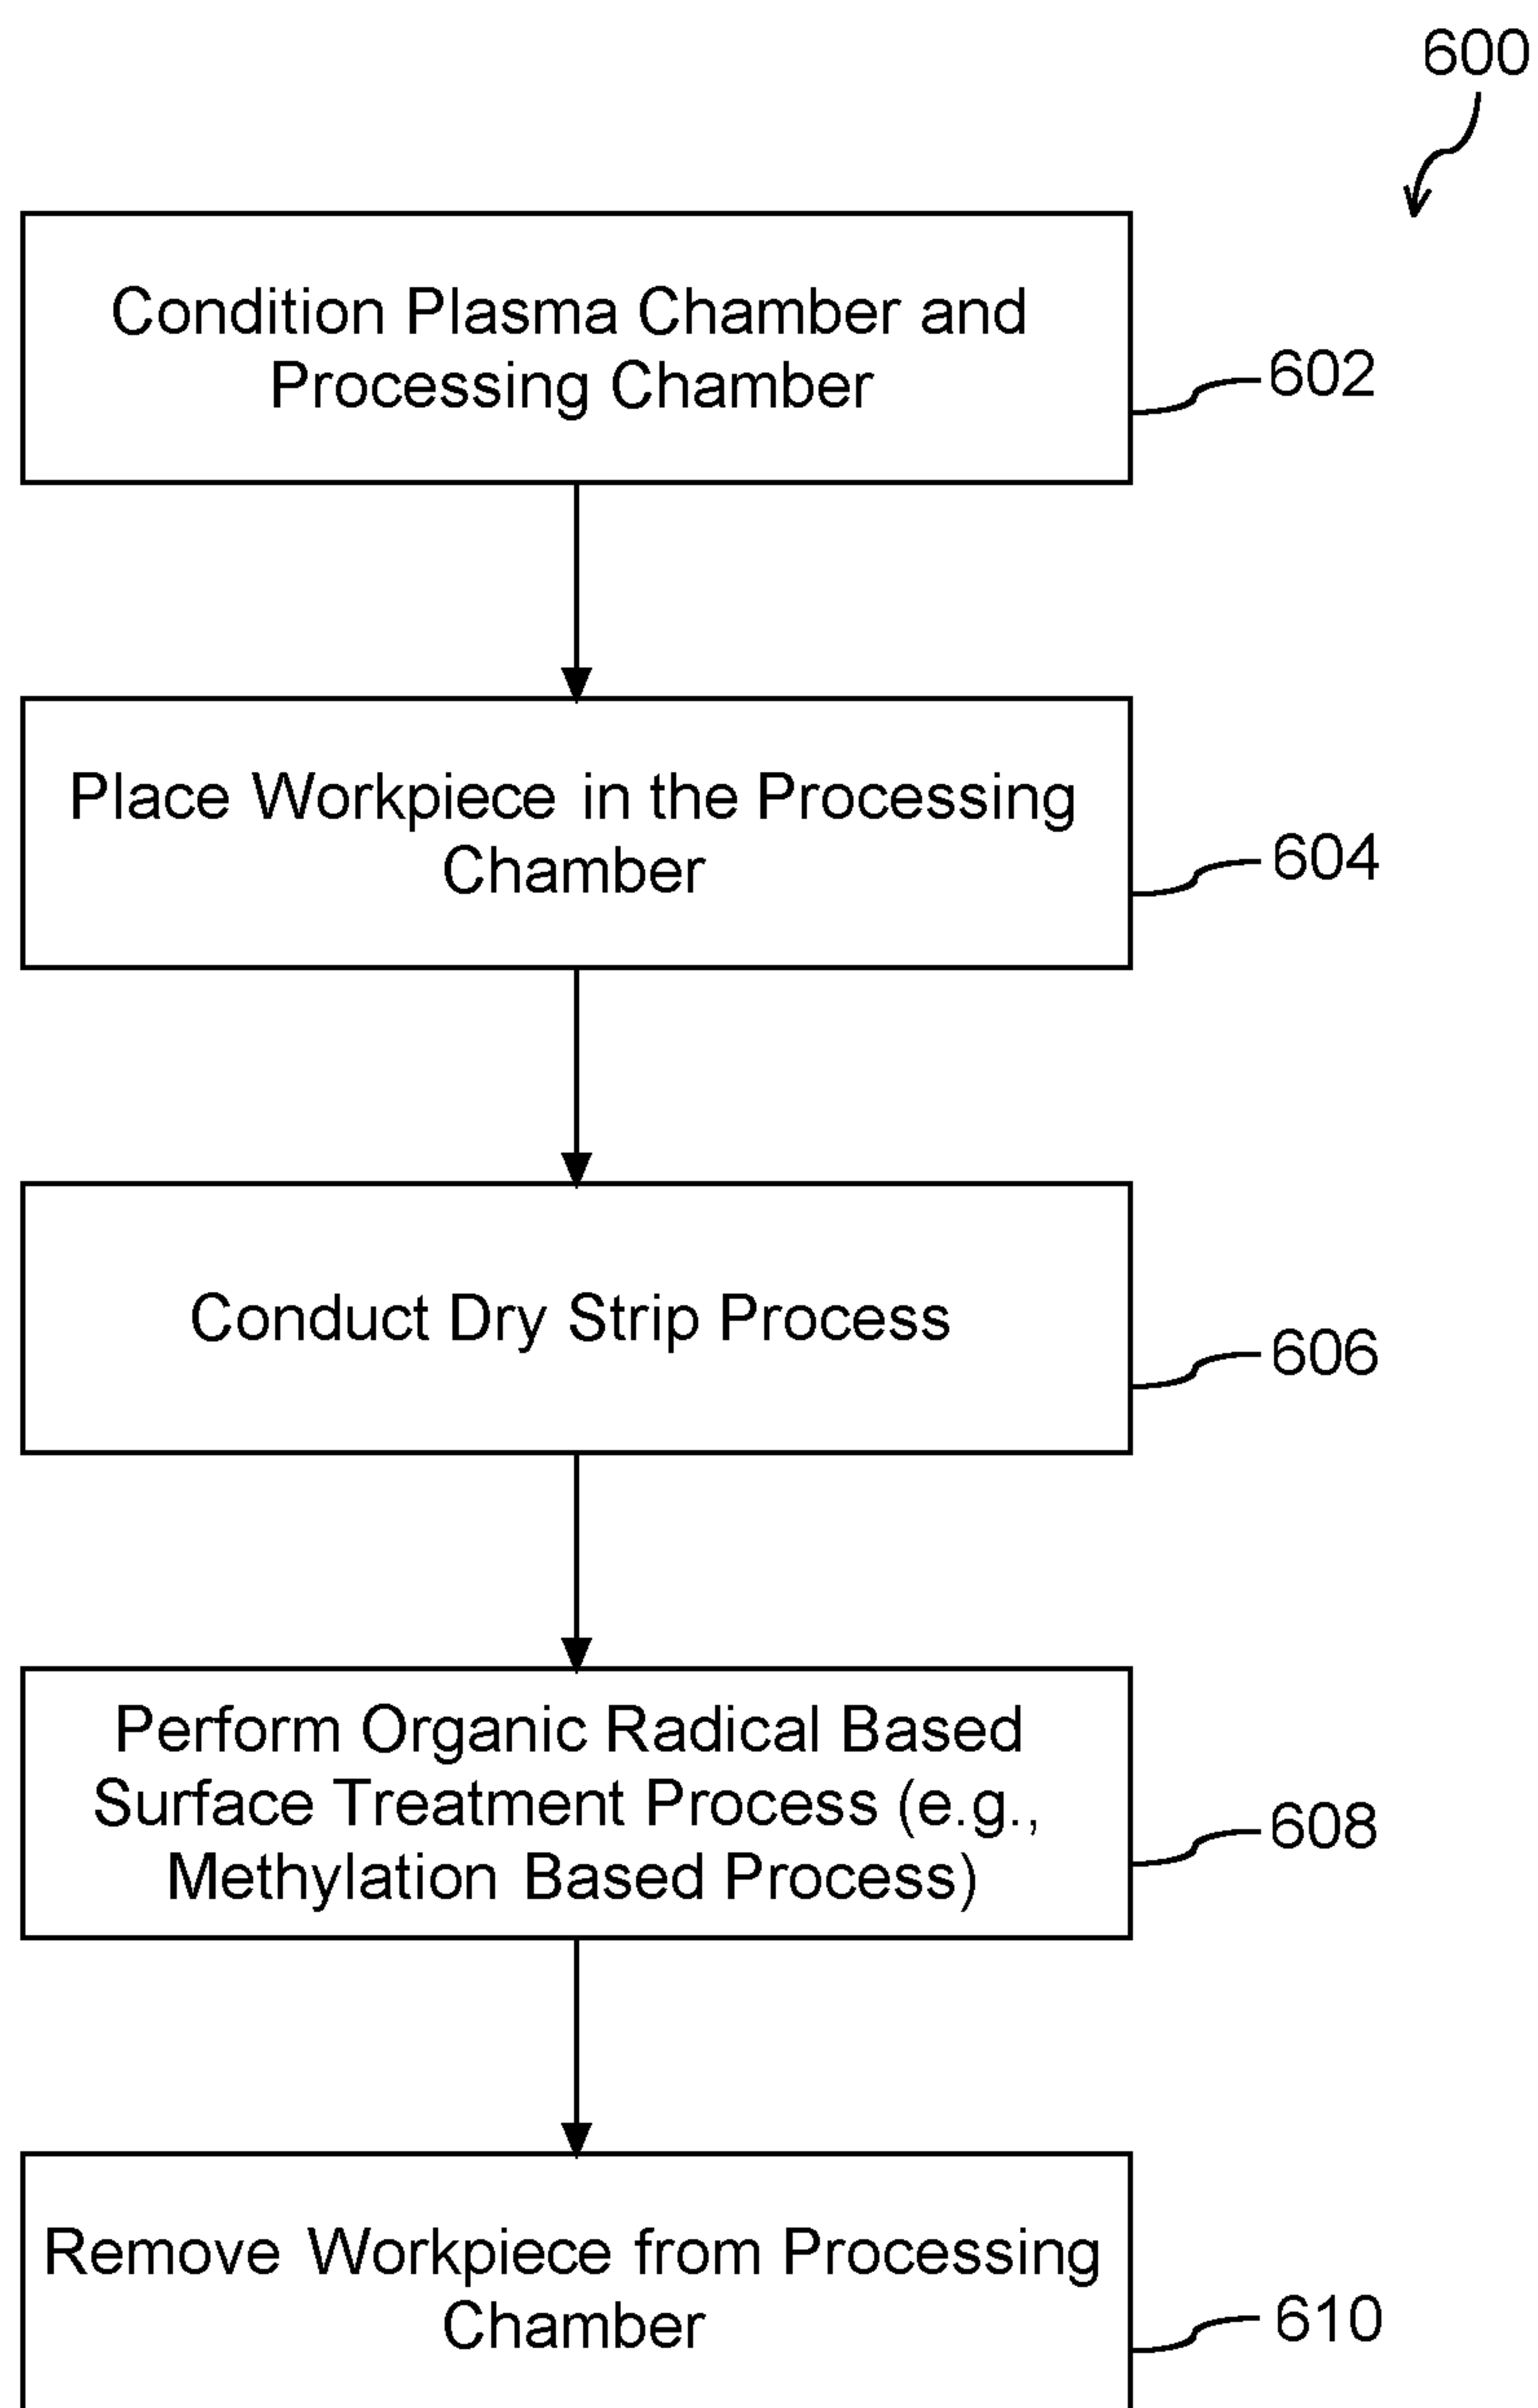 600
Condition Plasma Chamber and
Processing Chamber
602
Place Workpiece in the Processing
Chamber
604
Conduct Dry Strip Process
606
Perform Organic Radical Based
Surface Treatment Process (e.g.,
Methylation Based Process)
608
Remove Workpiece from Processing
Chamber
610